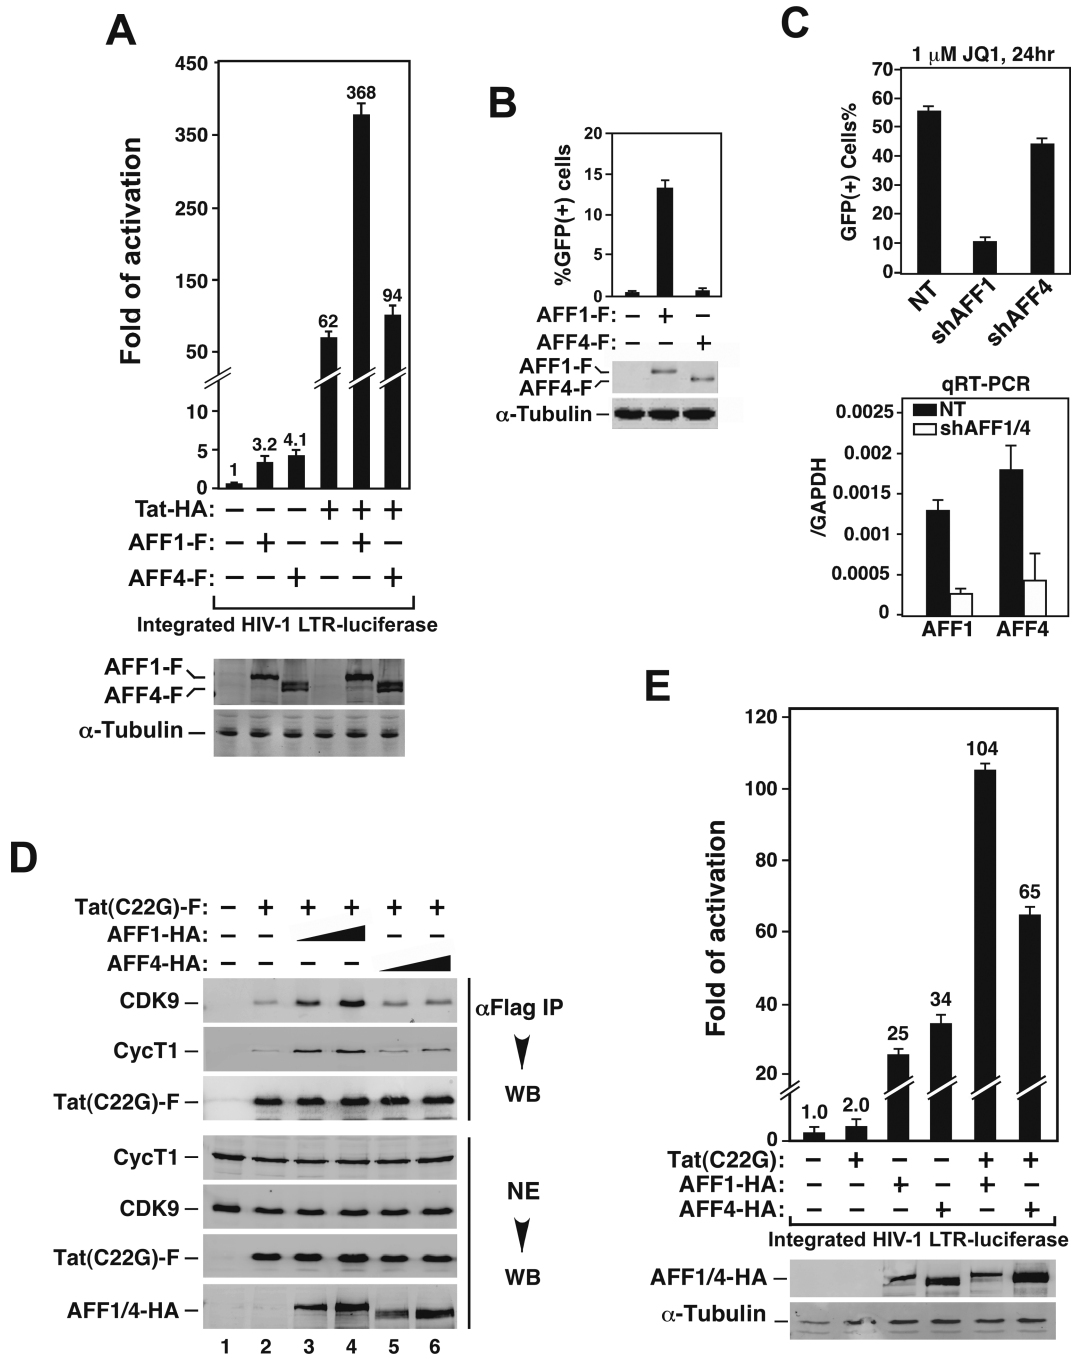 A
450
350
250
150
50
10
5
0
Fold of activation
1
3.2
4.1
62
368
94
Tat-HA: – – – + + +
AFF1-F: – + – – + –
AFF4-F: – – + – – +
Integrated HIV-1 LTR-luciferase
AFF1-F
AFF4-F
α-Tubulin
B
20
15
10
5
0
%GFP(+) cells
AFF1-F: – + –
AFF4-F: – – +
AFF1-F
AFF4-F
α-Tubulin
C
1 μM JQ1, 24hr
70
60
50
40
30
20
10
0
GFP(+) Cells%
NT
shAFF1
shAFF4
qRT-PCR
NT
shAFF1/4
0.0025
0.002
0.0015
0.001
0.0005
0
/GAPDH
AFF1 AFF4
D
Tat(C22G)-F: – + + + + +
AFF1-HA: – – – –
AFF4-HA: – – – –
CDK9
CycT1
Tat(C22G)-F
αFlag IP
WB
CycT1
CDK9
Tat(C22G)-F
AFF1/4-HA
NE
WB
1 2 3 4 5 6
E
120
100
80
60
40
20
0
Fold of activation
1.0
2.0
25
34
104
65
Tat(C22G): – + – – + +
AFF1-HA: – – + – + –
AFF4-HA: – – – + – +
Integrated HIV-1 LTR-luciferase
AFF1/4-HA
α-Tubulin